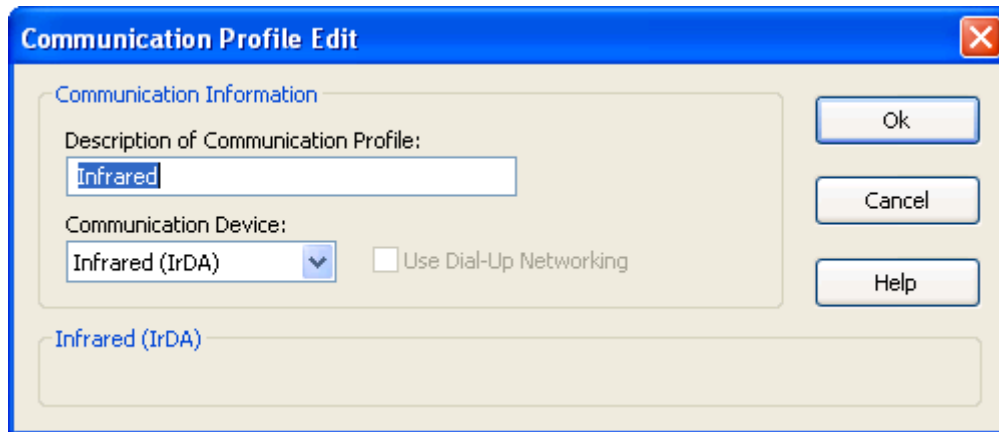 Communication Profile Edit
Communication Information
Description of Communication Profile:
Infrared
Communication Device:
Infrared (IrDA)
Use Dial-Up Networking
Ok
Cancel
Help
Infrared (IrDA)